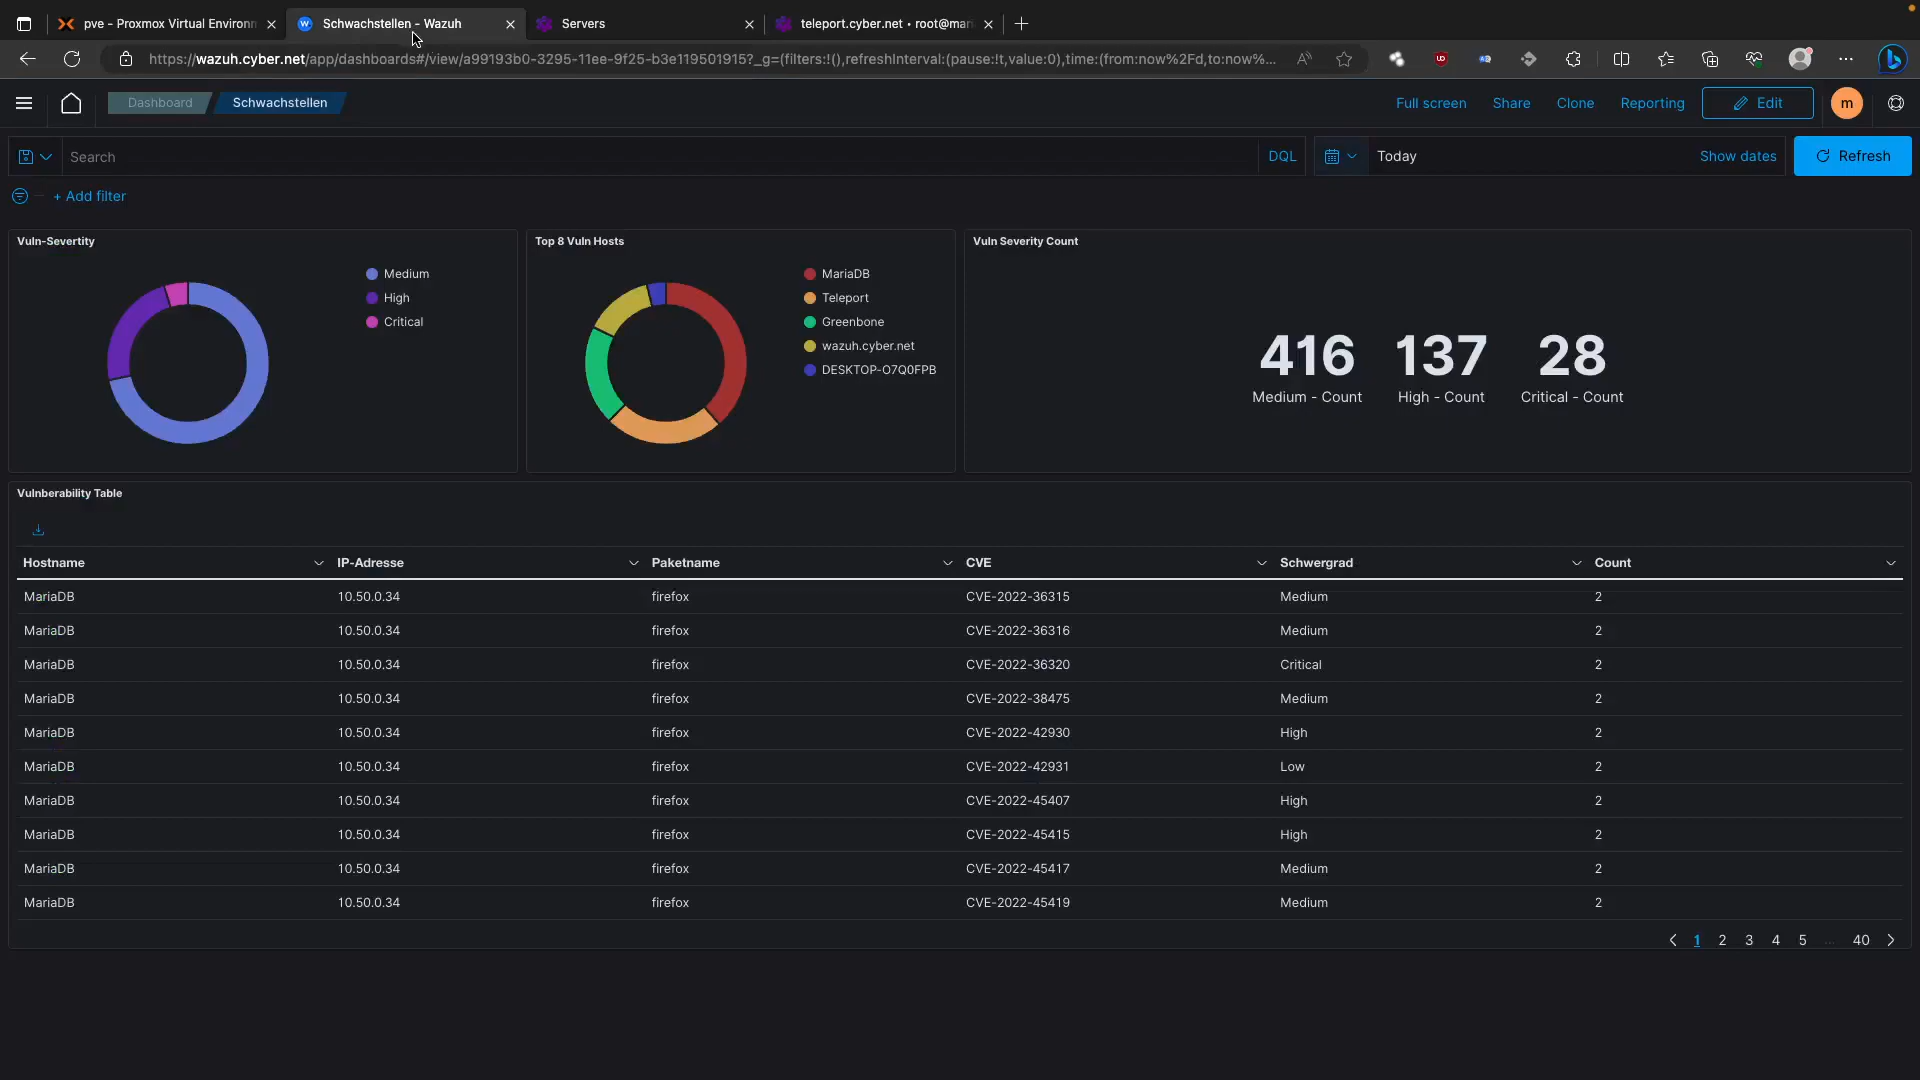 pve - Proxmox Virtual Environm
Schwachstellen - Wazuh
Servers
teleport.cyber.net • root@mari
https://wazuh.cyber.net/app/dashboards#/view/a99193b0-3295-11ee-9f25-b3e119501915?_g=(filters:!(),refreshInterval:(pause:!t,value:0),time:(from:now%2Fd,to:now%...
Dashboard
Schwachstellen
Full screen
Share
Clone
Reporting
Edit
m
Search
DQL
Today
Show dates
Refresh
+ Add filter
Vuln-Severtity
Medium
High
Critical
Top 8 Vuln Hosts
MariaDB
Teleport
Greenbone
wazuh.cyber.net
DESKTOP-O7Q0FPB
Vuln Severity Count
416 137 28
Medium - Count High - Count Critical - Count
Vulnberability Table
Hostname IP-Adresse Paketname CVE Schwergrad Count
MariaDB 10.50.0.34 firefox CVE-2022-36315 Medium 2
MariaDB 10.50.0.34 firefox CVE-2022-36316 Medium 2
MariaDB 10.50.0.34 firefox CVE-2022-36320 Critical 2
MariaDB 10.50.0.34 firefox CVE-2022-38475 Medium 2
MariaDB 10.50.0.34 firefox CVE-2022-42930 High 2
MariaDB 10.50.0.34 firefox CVE-2022-42931 Low 2
MariaDB 10.50.0.34 firefox CVE-2022-45407 High 2
MariaDB 10.50.0.34 firefox CVE-2022-45415 High 2
MariaDB 10.50.0.34 firefox CVE-2022-45417 Medium 2
MariaDB 10.50.0.34 firefox CVE-2022-45419 Medium 2
1 2 3 4 5 ... 40